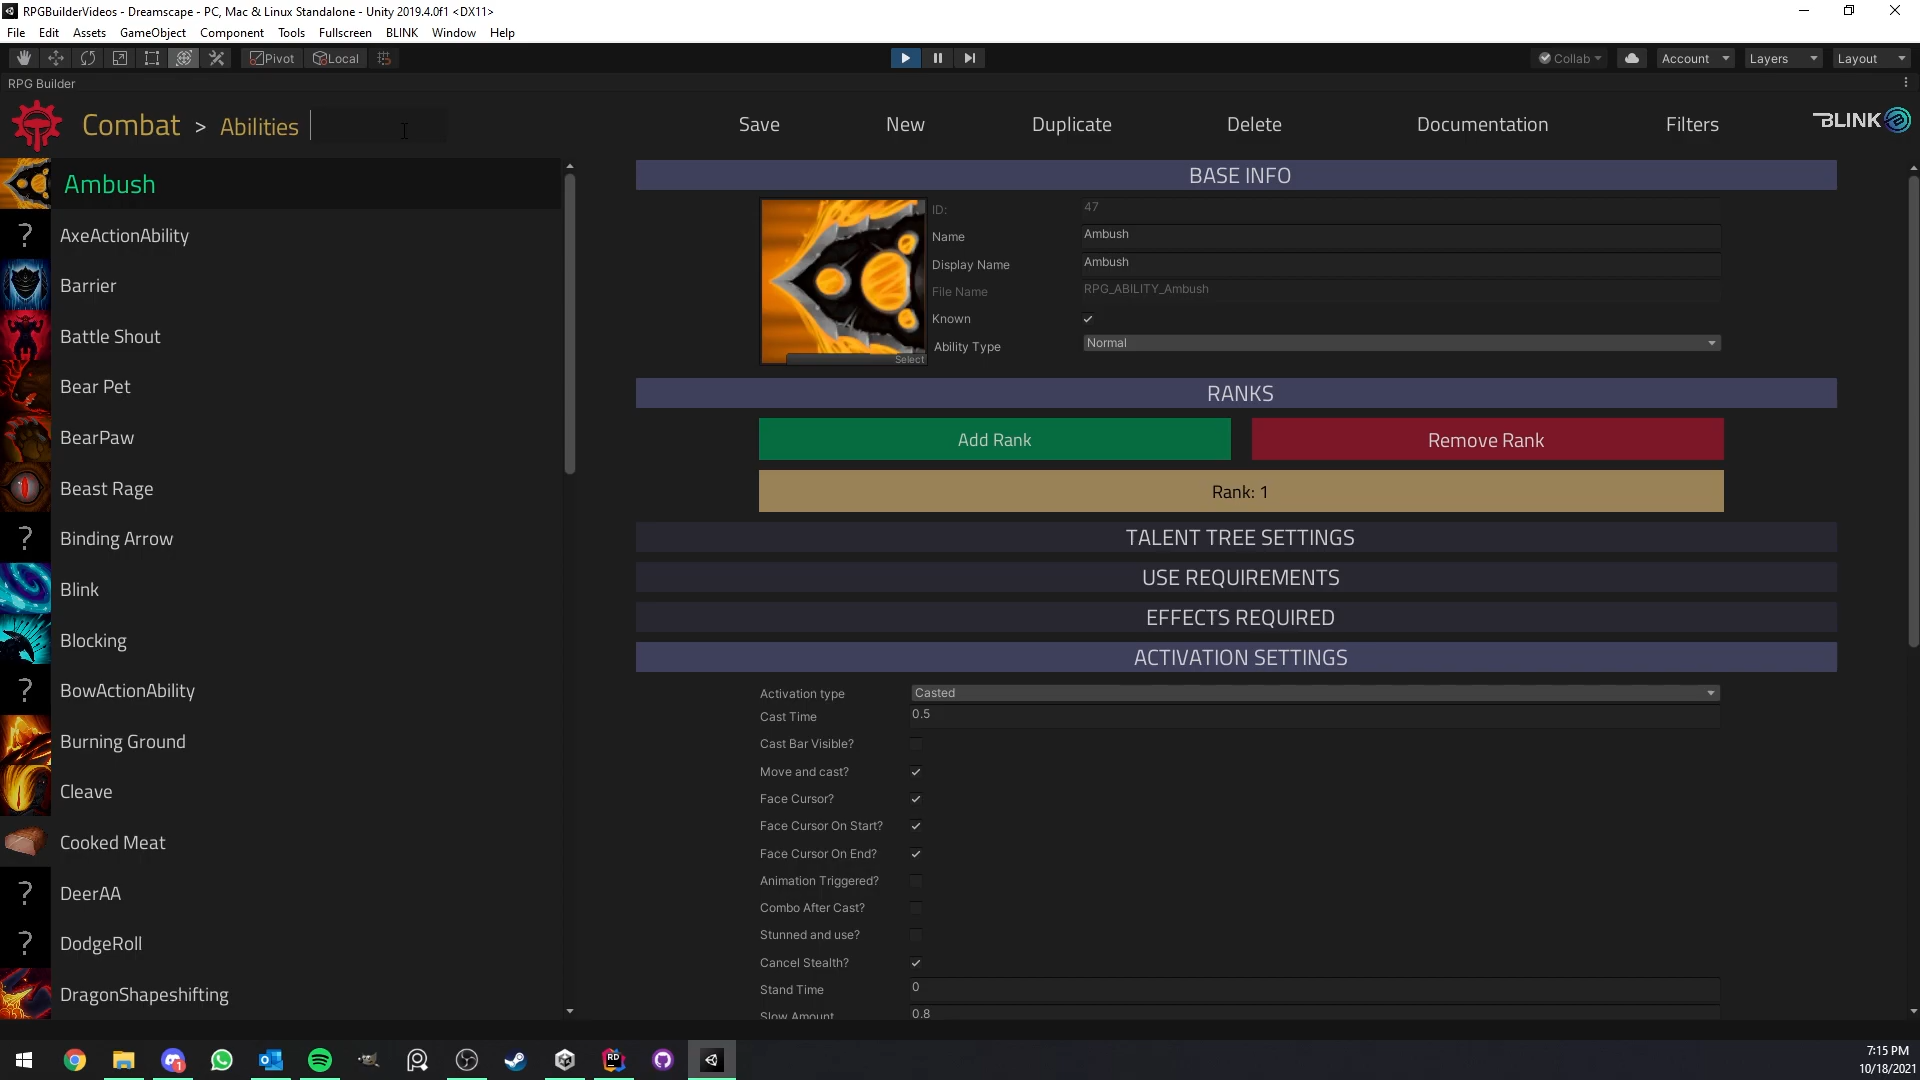 RPGBuilderVideos - Dreamscape - PC, Mac & Linux Standalone - Unity 2019.4.0f1 <DX11>
File Edit Assets GameObject Component Tools Fullscreen BLINK Window Help
Pivot Local Collab Account Layers Layout
RPG Builder
Combat > Abilities Save New Duplicate Delete Documentation Filters BLINK
Ambush
? AxeActionAbility
Barrier
Battle Shout
Bear Pet
BearPaw
Beast Rage
? Binding Arrow
Blink
Blocking
? BowActionAbility
Burning Ground
Cleave
Cooked Meat
? DeerAA
? DodgeRoll
DragonShapeshifting
BASE INFO
Select
ID: 47
Name Ambush
Display Name Ambush
File Name RPG_ABILITY_Ambush
Known
Ability Type Normal
RANKS
Add Rank Remove Rank
Rank: 1
TALENT TREE SETTINGS
USE REQUIREMENTS
EFFECTS REQUIRED
ACTIVATION SETTINGS
Activation type Casted
Cast Time 0.5
Cast Bar Visible?
Move and cast?
Face Cursor?
Face Cursor On Start?
Face Cursor On End?
Animation Triggered?
Combo After Cast?
Stunned and use?
Cancel Stealth?
Stand Time 0
Slow Amount 0.8
1 RD
7:15 PM
10/18/2021